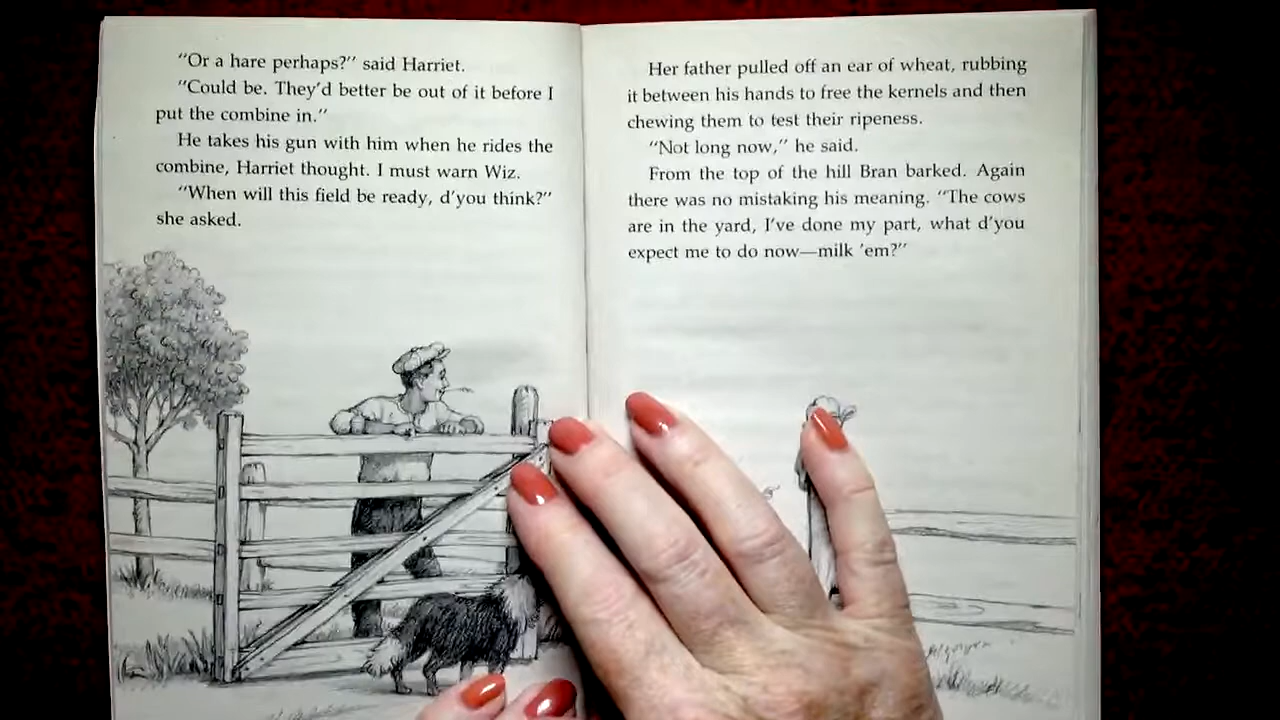 "Or a hare perhaps?" said Harriet.
"Could be. They'd better be out of it before I
put the combine in."
He takes his gun with him when he rides the
combine, Harriet thought. I must warn Wiz.
"When will this field be ready, d'you think?"
she asked.
Her father pulled off an ear of wheat, rubbing
it between his hands to free the kernels and then
chewing them to test their ripeness.
"Not long now," he said.
From the top of the hill Bran barked. Again
there was no mistaking his meaning. "The cows
are in the yard, I've done my part, what d'you
expect me to do now—milk 'em?"